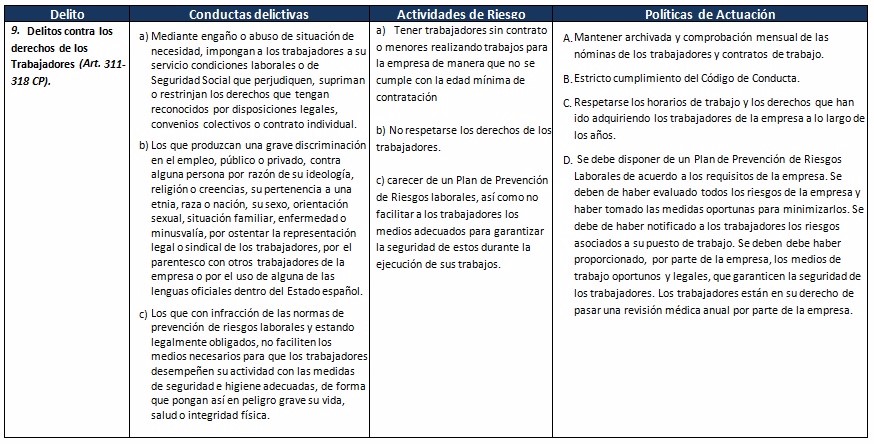 Delito
Conductas delictivas
Actividades de Riesgo
Políticas de Actuación
9. Delitos contra los
derechos de los
Trabajadores (Art. 311-
318 CP).
a) Mediante engaño o abuso de situación de
necesidad, impongan a los trabajadores a su
servicio condiciones laborales o de
Seguridad Social que perjudiquen, supriman
o restrinjan los derechos que tengan
reconocidos por disposiciones legales,
convenios colectivos o contrato individual.
b) Los que produzcan una grave discriminación
en el empleo, público o privado, contra
alguna persona por razón de su ideología,
religión o creencias, su pertenencia a una
etnia, raza o nación, su sexo, orientación
sexual, situación familiar, enfermedad o
minusvalía, por ostentar la representación
legal o sindical de los trabajadores, por el
parentesco con otros trabajadores de la
empresa o por el uso de alguna de las
lenguas oficiales dentro del Estado español.
c) Los que con infracción de las normas de
prevención de riesgos laborales y estando
legalmente obligados, no faciliten los
medios necesarios para que los trabajadores
desempeñen su actividad con las medidas
de seguridad e higiene adecuadas, de forma
que pongan así en peligro grave su vida,
salud o integridad física.
a) Tener trabajadores sin contrato
o menores realizando trabajos para
la empresa de manera que no se
cumple con la edad mínima de
contratación
b) No respetarse los derechos de los
trabajadores.
c) carecer de un Plan de Prevención
de Riesgos laborales, así como no
facilitar a los trabajadores los
medios adecuados para garantizar
la seguridad de estos durante la
ejecución de sus trabajos.
A. Mantener archivada y comprobación mensual de las
nóminas de los trabajadores y contratos de trabajo.
B. Estricto cumplimiento del Código de Conducta.
C. Respetarse los horarios de trabajo y los derechos que han
ido adquiriendo los trabajadores de la empresa a lo largo de
los años.
D. Se debe disponer de un Plan de Prevención de Riesgos
Laborales de acuerdo a los requisitos de la empresa. Se
deben de haber evaluado todos los riesgos de la empresa y
haber tomado las medidas oportunas para minimizarlos. Se
debe de haber notificado a los trabajadores los riesgos
asociados a su puesto de trabajo. Se deben debe haber
proporcionado, por parte de la empresa, los medios de
trabajo oportunos y legales, que garanticen la seguridad de
los trabajadores. Los trabajadores están en su derecho de
pasar una revisión médica anual por parte de la empresa.